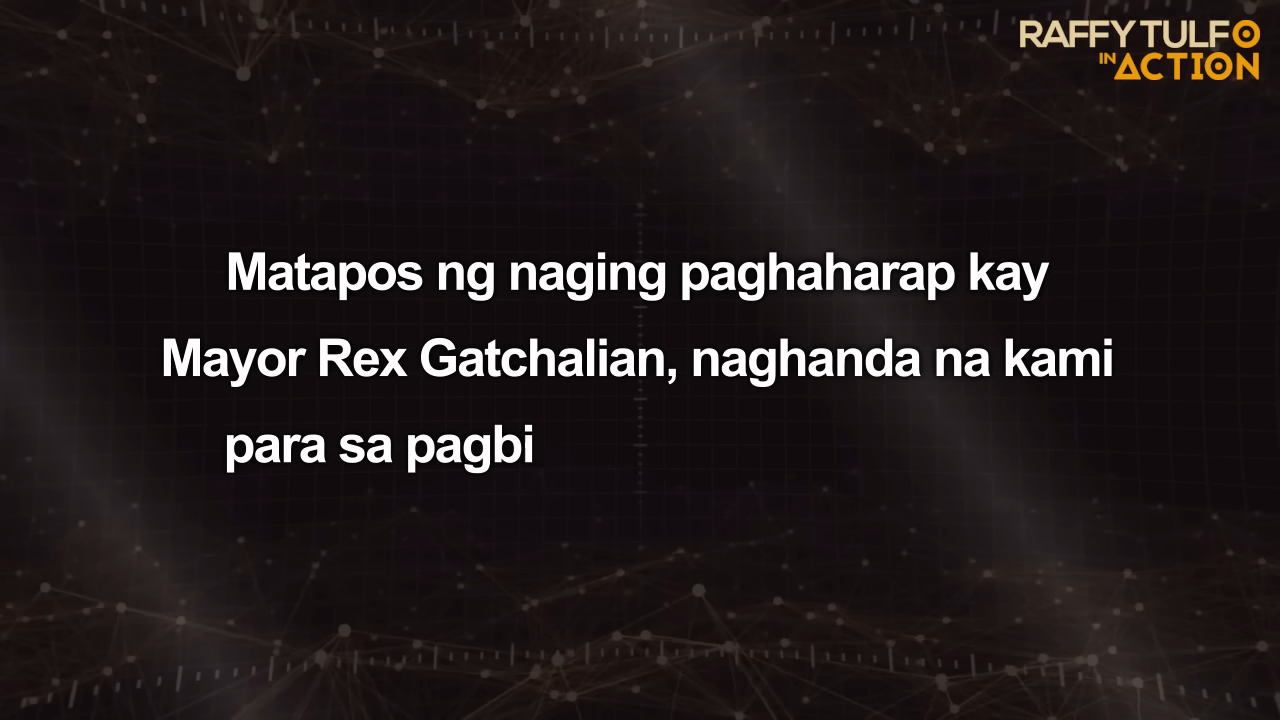 RAFFY TULFO
IN ACTION
Matapos ng naging paghaharap kay
Mayor Rex Gatchalian, naghanda na kami
para sa pagbi